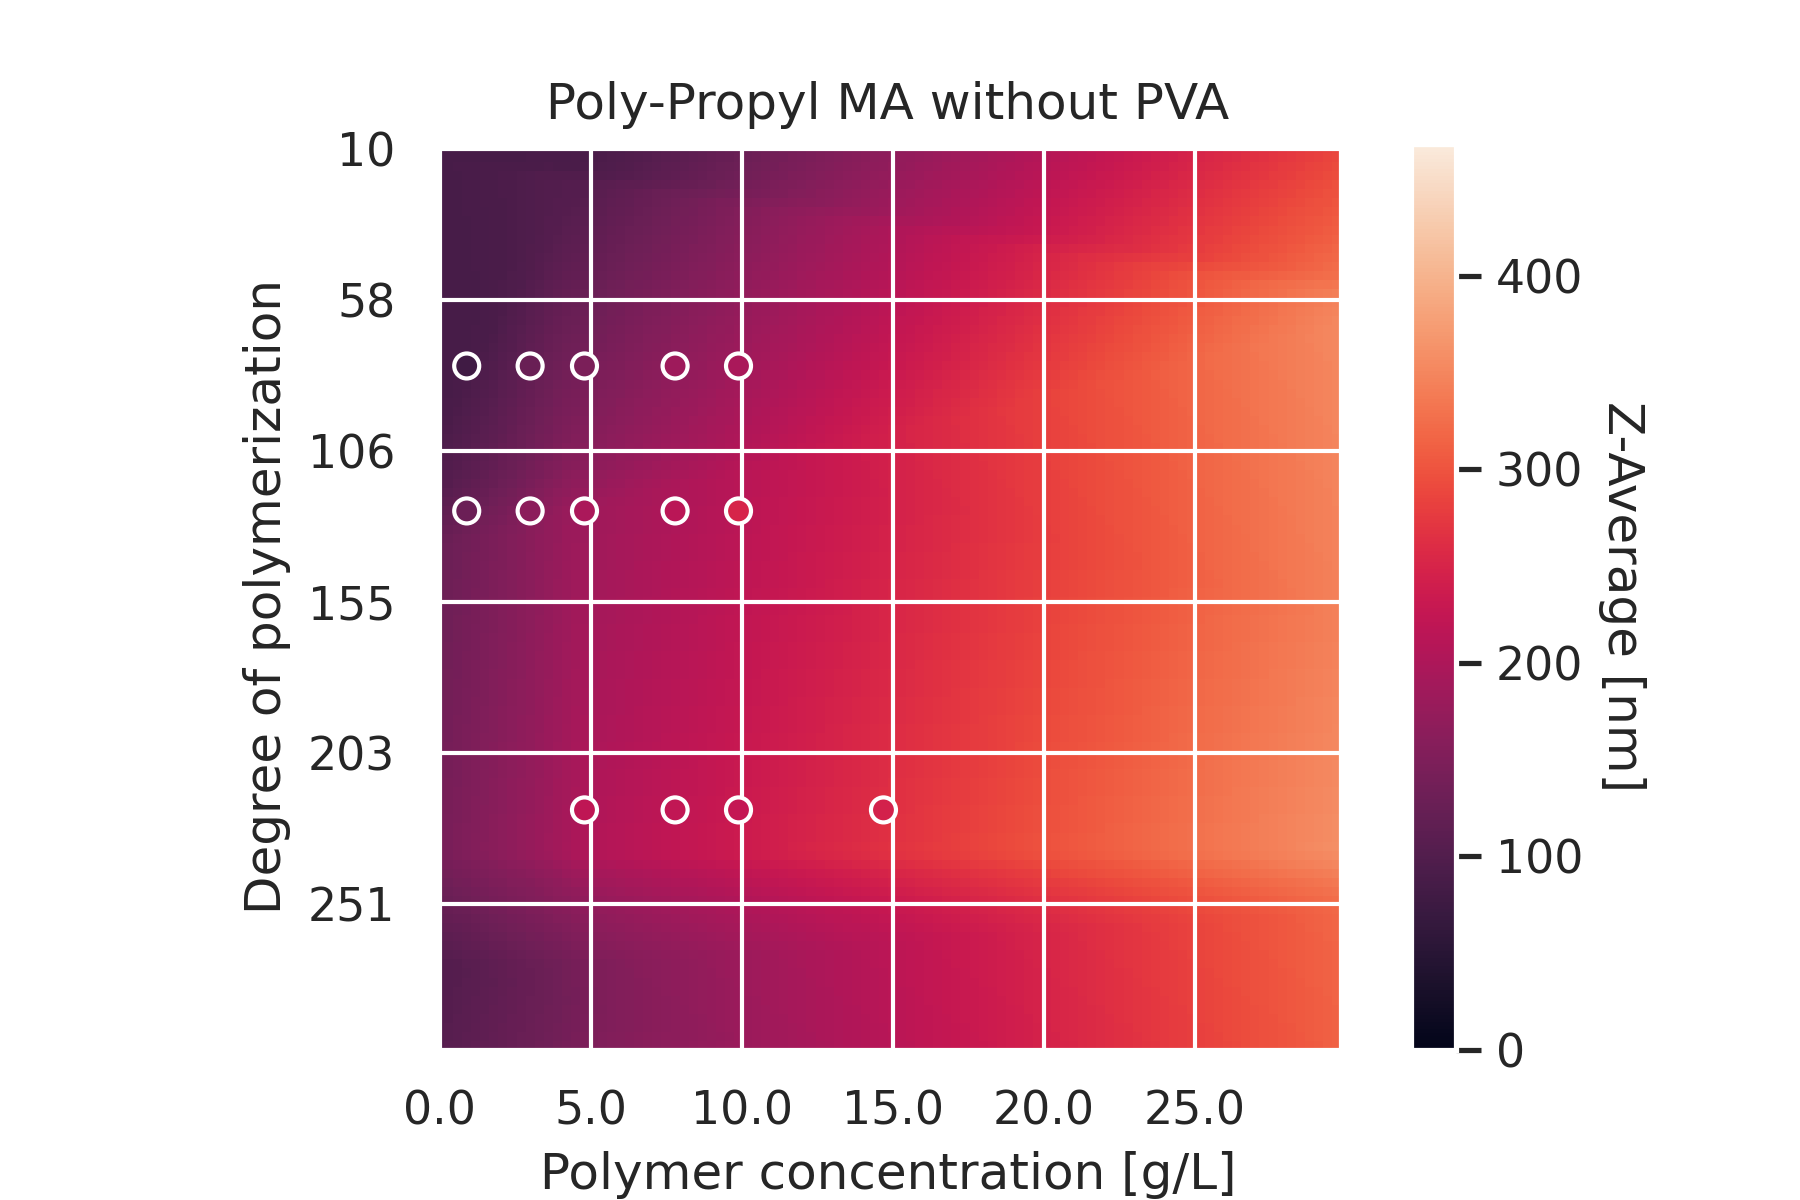 Poly-Propyl MA without PVA
Degree of polymerization
10
58
106
155
203
251
0.0 5.0 10.0 15.0 20.0 25.0
Polymer concentration [g/L]
400
300
200
100
0
Z-Average [nm]